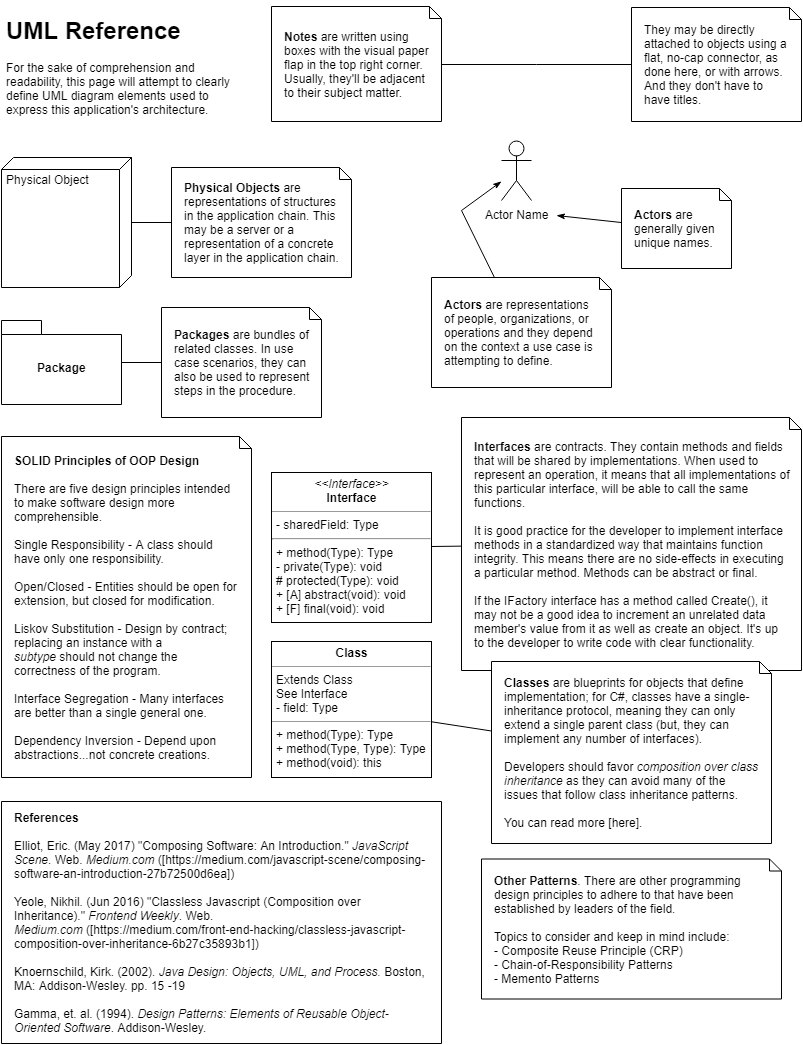 UML Reference
For the sake of comprehension and
readability, this page will attempt to clearly
define UML diagram elements used to
express this application's architecture.
Notes are written using
boxes with the visual paper
flap in the top right corner.
Usually, they'll be adjacent
to their subject matter.
They may be directly
attached to objects using a
flat, no-cap connector, as
done here, or with arrows.
And they don't have to
have titles.
Physical Object
Physical Objects are
representations of structures
in the application chain. This
may be a server or a
representation of a concrete
layer in the application chain.
Actor Name
Actors are
generally given
unique names.
Actors are representations
of people, organizations, or
operations and they depend
on the context a use case is
attempting to define.
Package
Packages are bundles of
related classes. In use
case scenarios, they can
also be used to represent
steps in the procedure.
SOLID Principles of OOP Design
There are five design principles intended
to make software design more
comprehensible.
Single Responsibility - A class should
have only one responsibility.
Open/Closed - Entities should be open for
extension, but closed for modification.
Liskov Substitution - Design by contract;
replacing an instance with a
subtype should not change the
correctness of the program.
Interface Segregation - Many interfaces
are better than a single general one.
Dependency Inversion - Depend upon
abstractions...not concrete creations.
<<Interface>>
Interface
- sharedField: Type
+ method(Type): Type
- private(Type): void
# protected(Type): void
+ [A] abstract(void): void
+ [F] final(void): void
Interfaces are contracts. They contain methods and fields
that will be shared by implementations. When used to
represent an operation, it means that all implementations of
this particular interface, will be able to call the same
functions.
It is good practice for the developer to implement interface
methods in a standardized way that maintains function
integrity. This means there are no side-effects in executing
a particular method. Methods can be abstract or final.
If the IFactory interface has a method called Create(), it
may not be a good idea to increment an unrelated data
member's value from it as well as create an object. It's up
to the developer to write code with clear functionality.
Class
Extends Class
See Interface
- field: Type
+ method(Type): Type
+ method(Type, Type): Type
+ method(void): this
Classes are blueprints for objects that define
implementation; for C#, classes have a single-
inheritance protocol, meaning they can only
extend a single parent class (but, they can
implement any number of interfaces).
Developers should favor composition over class
inheritance as they can avoid many of the
issues that follow class inheritance patterns.
You can read more [here].
References
Elliot, Eric. (May 2017) "Composing Software: An Introduction." JavaScript
Scene. Web. Medium.com ([https://medium.com/javascript-scene/composing-
software-an-introduction-27b72500d6ea])
Yeole, Nikhil. (Jun 2016) "Classless Javascript (Composition over
Inheritance)." Frontend Weekly. Web.
Medium.com ([https://medium.com/front-end-hacking/classless-javascript-
composition-over-inheritance-6b27c35893b1])
Knoernschild, Kirk. (2002). Java Design: Objects, UML, and Process. Boston,
MA: Addison-Wesley. pp. 15 -19
Gamma, et. al. (1994). Design Patterns: Elements of Reusable Object-
Oriented Software. Addison-Wesley.
Other Patterns. There are other programming
design principles to adhere to that have been
established by leaders of the field.
Topics to consider and keep in mind include:
- Composite Reuse Principle (CRP)
- Chain-of-Responsibility Patterns
- Memento Patterns